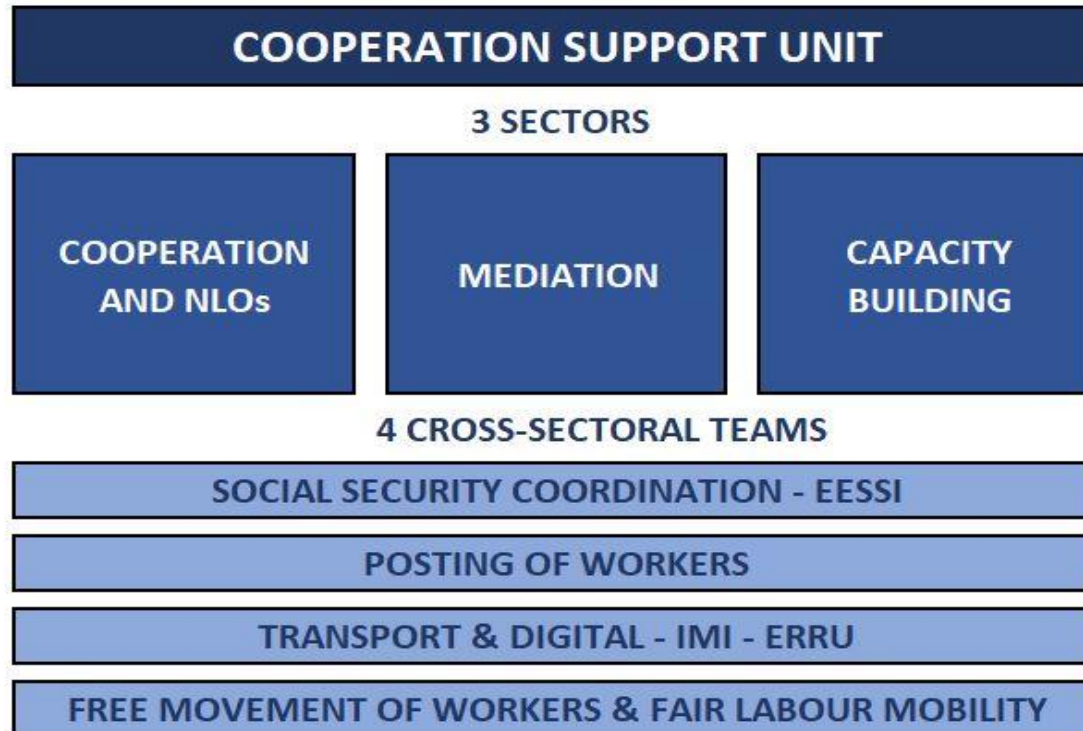 COOPERATION SUPPORT UNIT
3 SECTORS
COOPERATION
AND NLOs
MEDIATION
CAPACITY
BUILDING
4 CROSS-SECTORAL TEAMS
SOCIAL SECURITY COORDINATION - EESSI
POSTING OF WORKERS
TRANSPORT & DIGITAL - IMI - ERRU
FREE MOVEMENT OF WORKERS & FAIR LABOUR MOBILITY